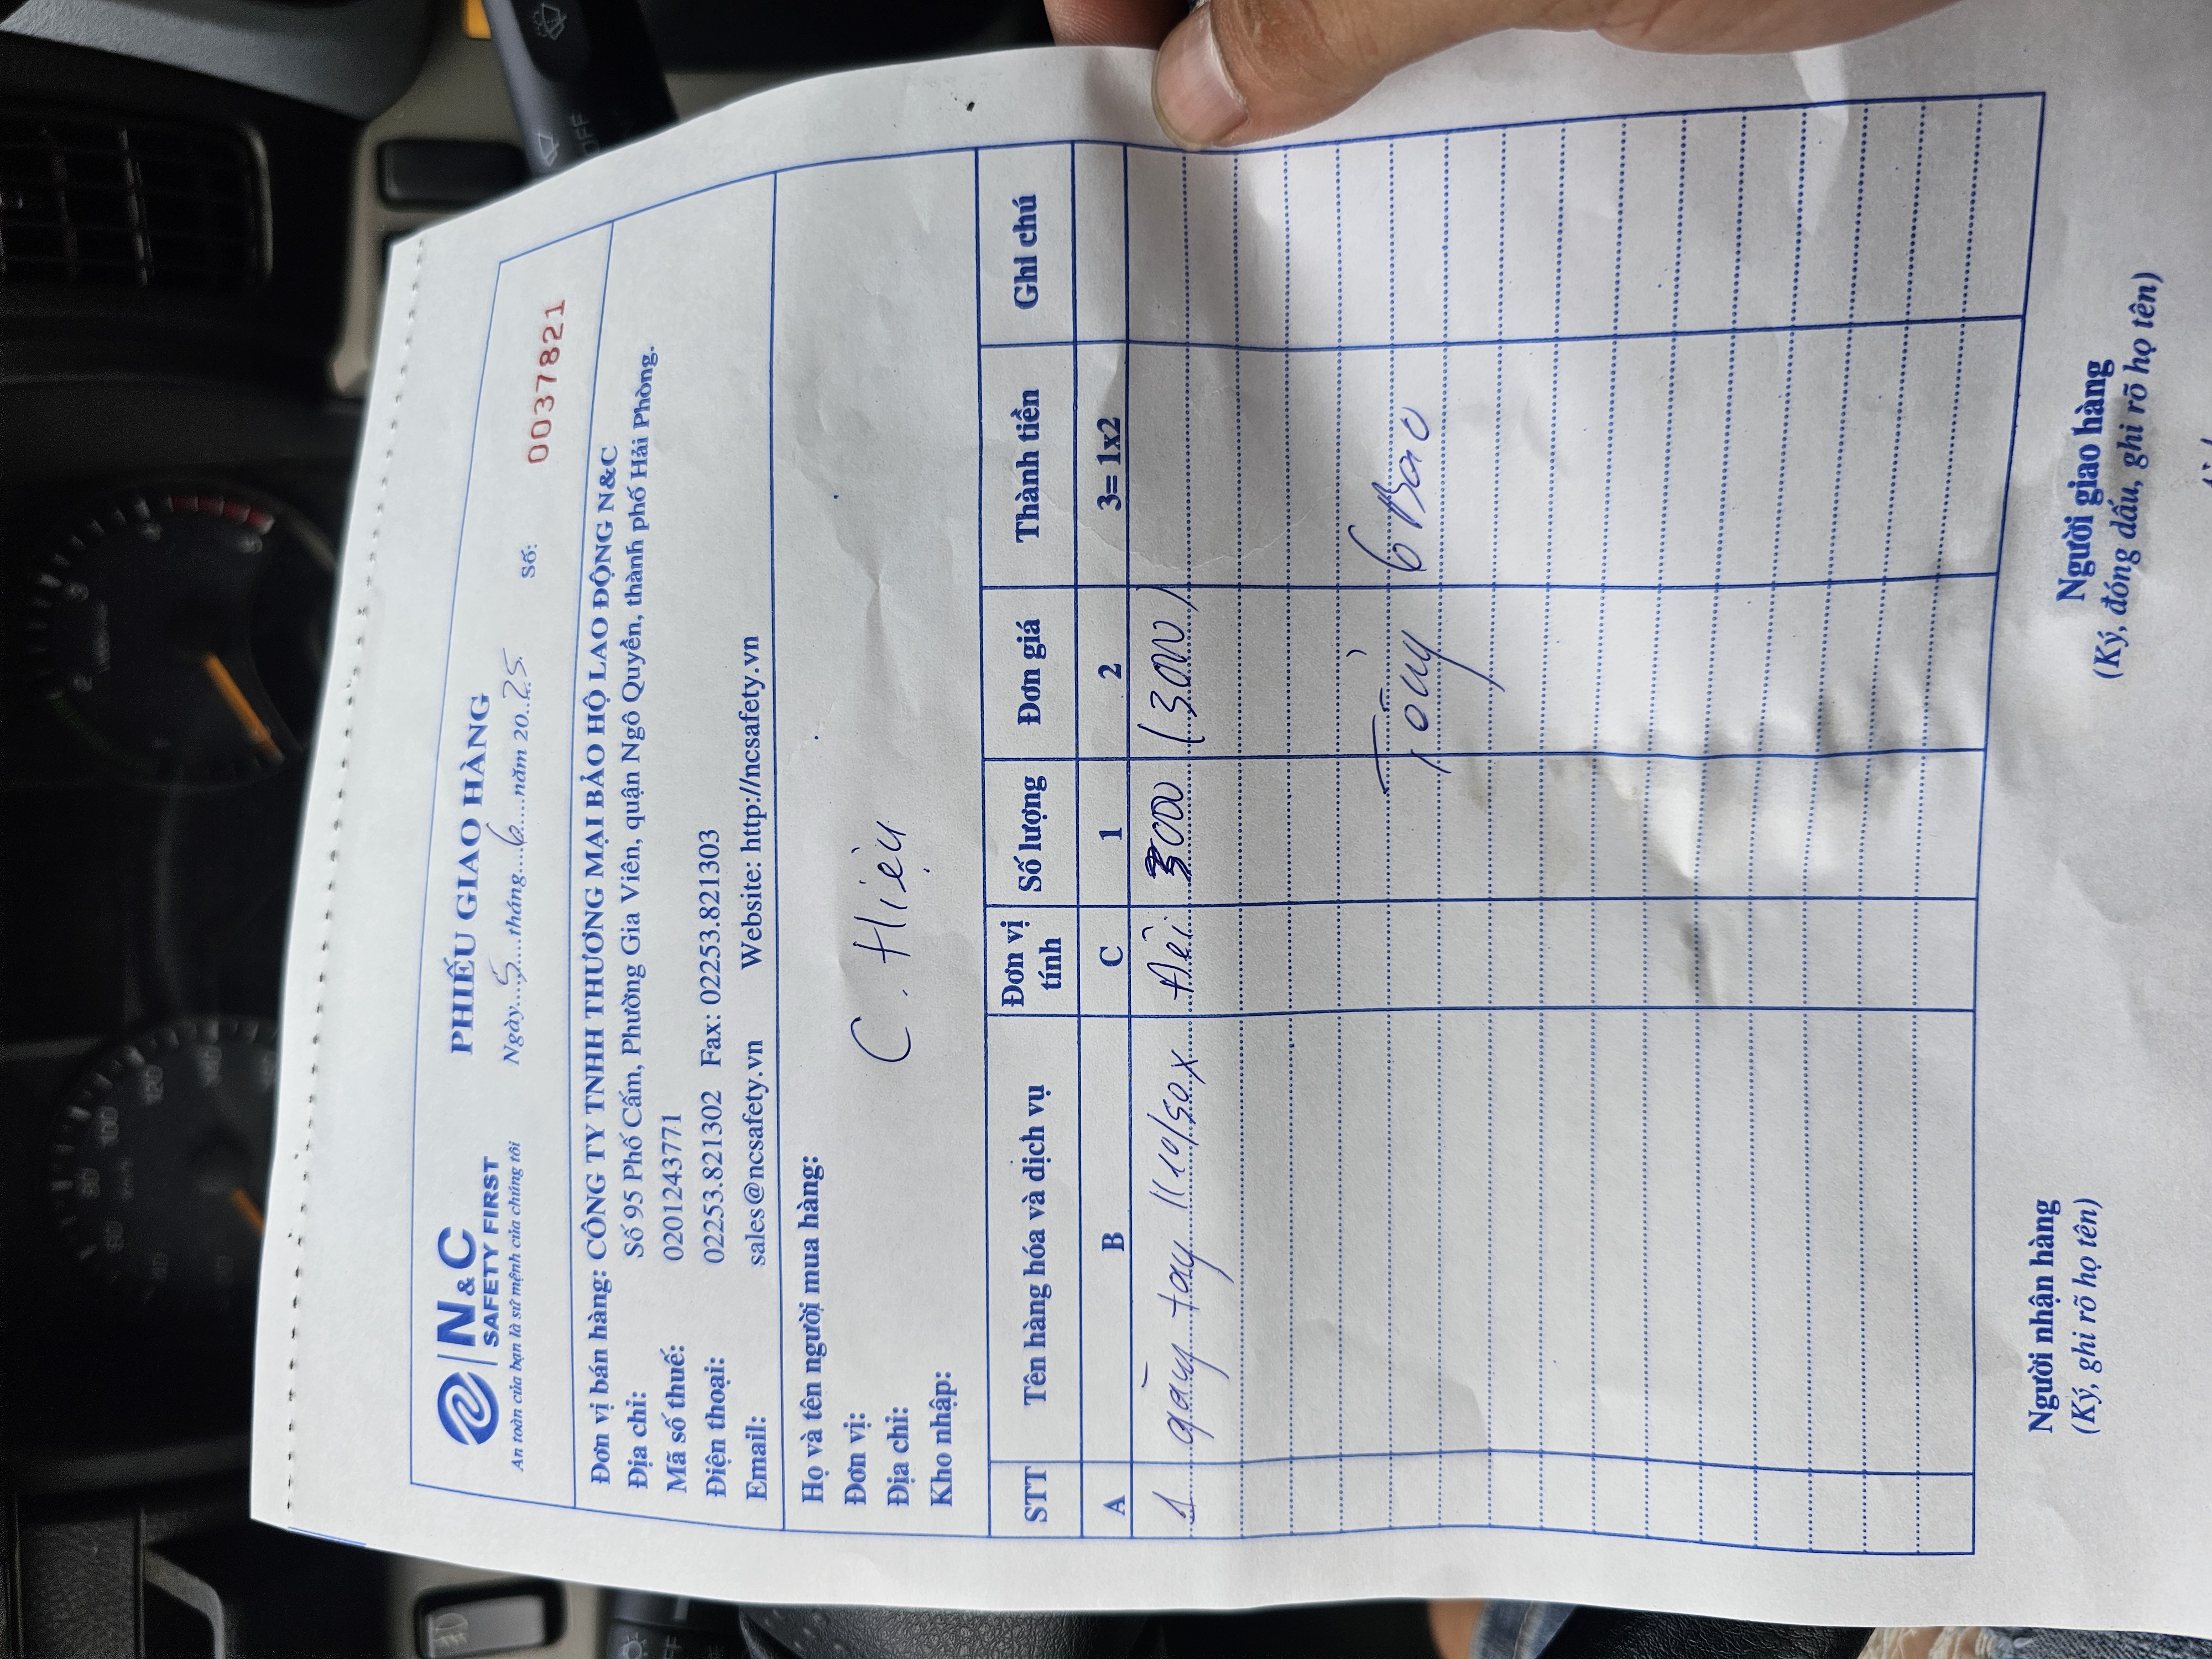 N&C
SAFETY FIRST
An toàn của bạn là sứ mệnh của chúng tôi
PHIẾU GIAO HÀNG
Ngày...5...tháng...6...năm 20...25
Số:
0037821
Đơn vị bán hàng: CÔNG TY TNHH THƯƠNG MẠI BẢO HỘ LAO ĐỘNG N&C
Địa chỉ: Số 95 Phố Cấm, Phường Gia Viên, quận Ngô Quyền, thành phố Hải Phòng.
Mã số thuế: 0201243771
Điện thoại: 02253.821302 Fax: 02253.821303
Email: sales@ncsafety.vn Website: http://ncsafety.vn
Họ và tên người mua hàng:
C. Hiệu
Đơn vị:
Địa chỉ:
Kho nhập:
STT Tên hàng hóa và dịch vụ Đơn vị tính Số lượng Đơn giá Thành tiền Ghi chú
A B C 1 2 3= 1x2
1 găng tay 3000 (3000)
Tổng 6 Bao
Người nhận hàng
(Ký, ghi rõ họ tên)
Người giao hàng
(Ký, đóng dấu, ghi rõ họ tên)
OFF